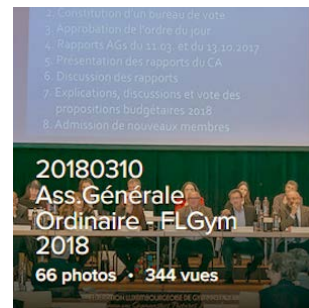 2. Constitution d'un bureau de vote
3. Approbation de l'ordre du jour
4. Rapports AGs du 11.03. et du 13.10.2017
5. Présentation des rapports du CA
6. Discussion des rapports
7. Explications, discussions et vote des
propositions budgétaires 2018
8. Admission de nouveaux membres
20180310
Ass.Générale
Ordinaire - FLGym
2018
66 photos • 344 vues
LUXEMBOURGEOISE DE